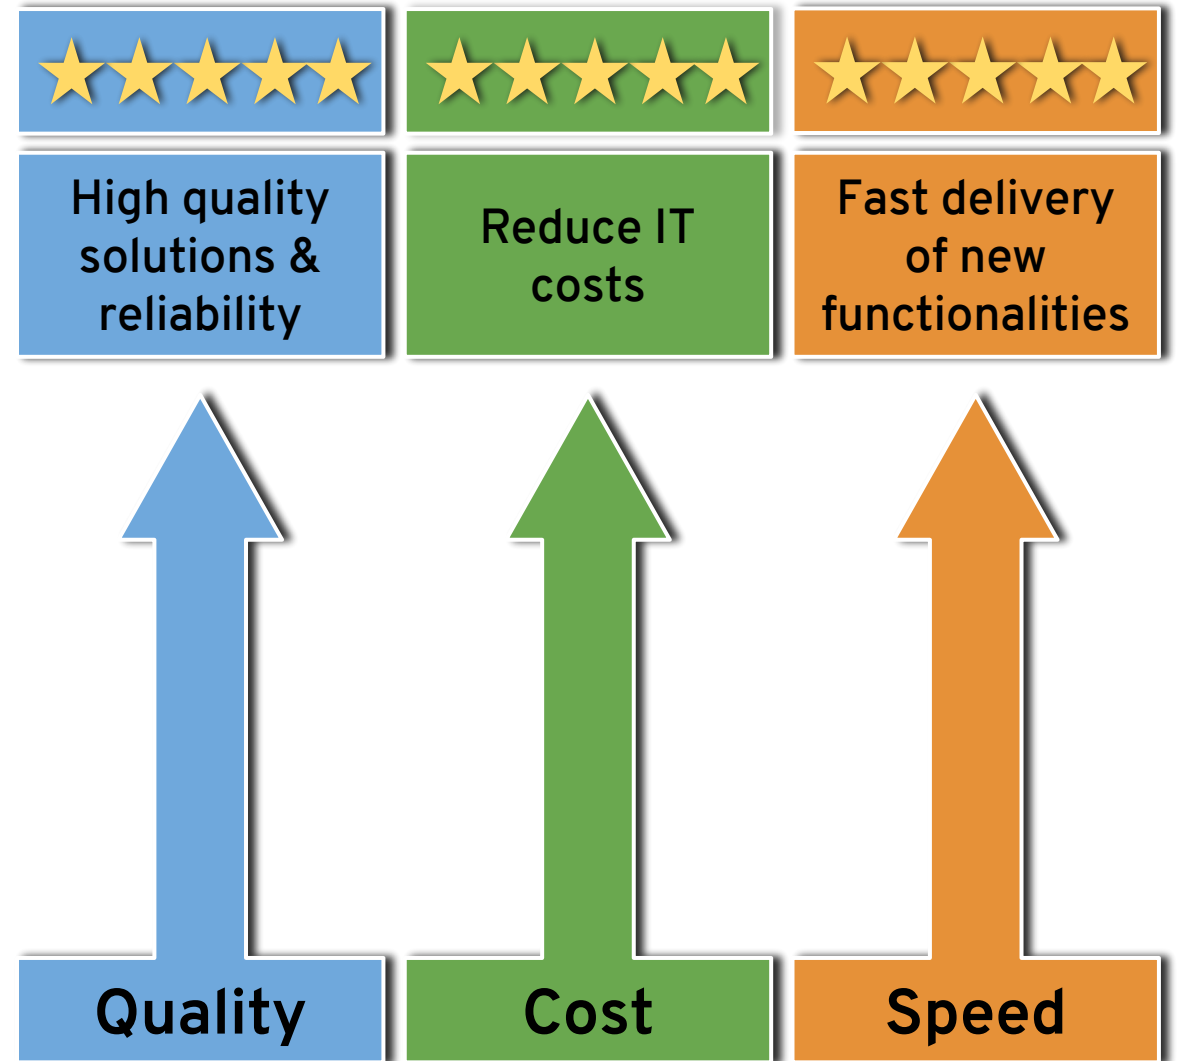 High quality
solutions &
reliability
Reduce IT
costs
Fast delivery
of new
functionalities
Quality
Cost
Speed